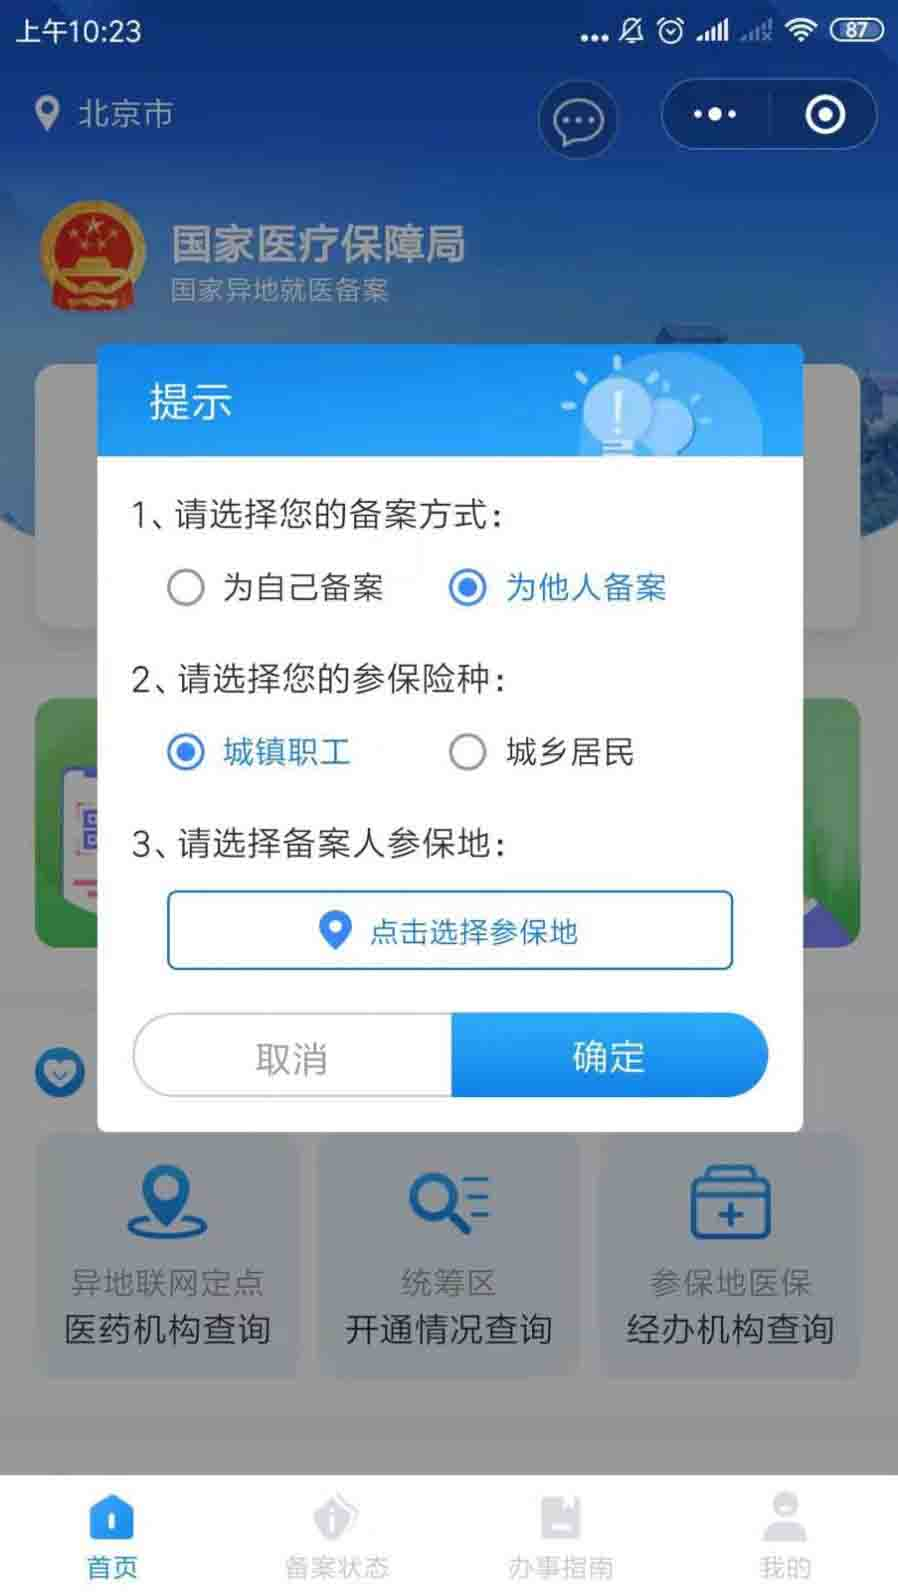 上午10:23
87
北京市
国家医疗保障局
国家异地就医备案
提示
1、请选择您的备案方式：
为自己备案 为他人备案
2、请选择您的参保险种：
城镇职工 城乡居民
3、请选择备案人参保地：
点击选择参保地
取消 确定
异地联网定点 统筹区 参保地医保
医药机构查询 开通情况查询 经办机构查询
首页 备案状态 办事指南 我的